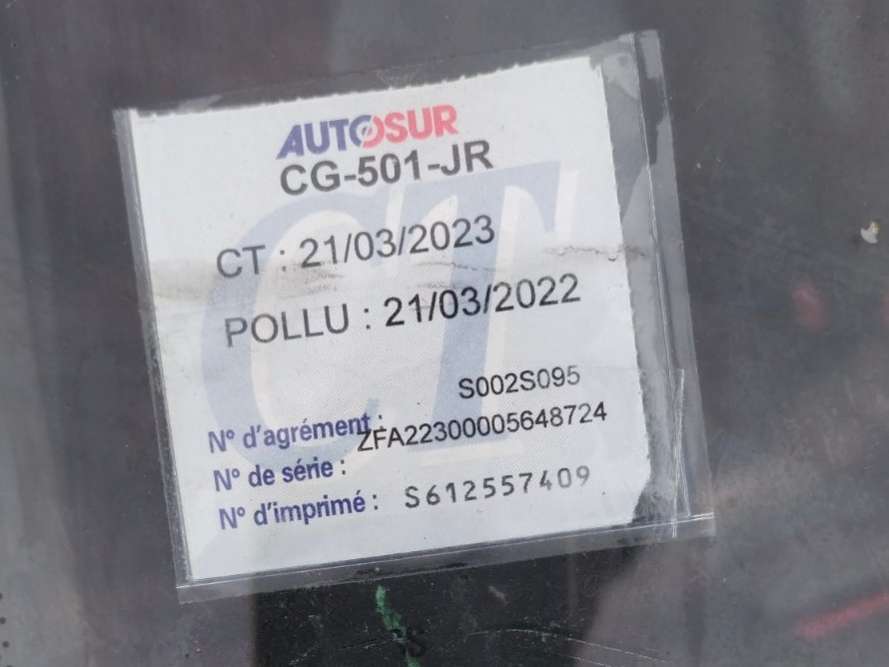 AUTOSUR
CG-501-JR
CT : 21/03/2023
POLLU : 21/03/2022
S002S095
N° d'agrément :
ZFA22300005648724
N° de série :
N° d'imprimé : S612557409
CT